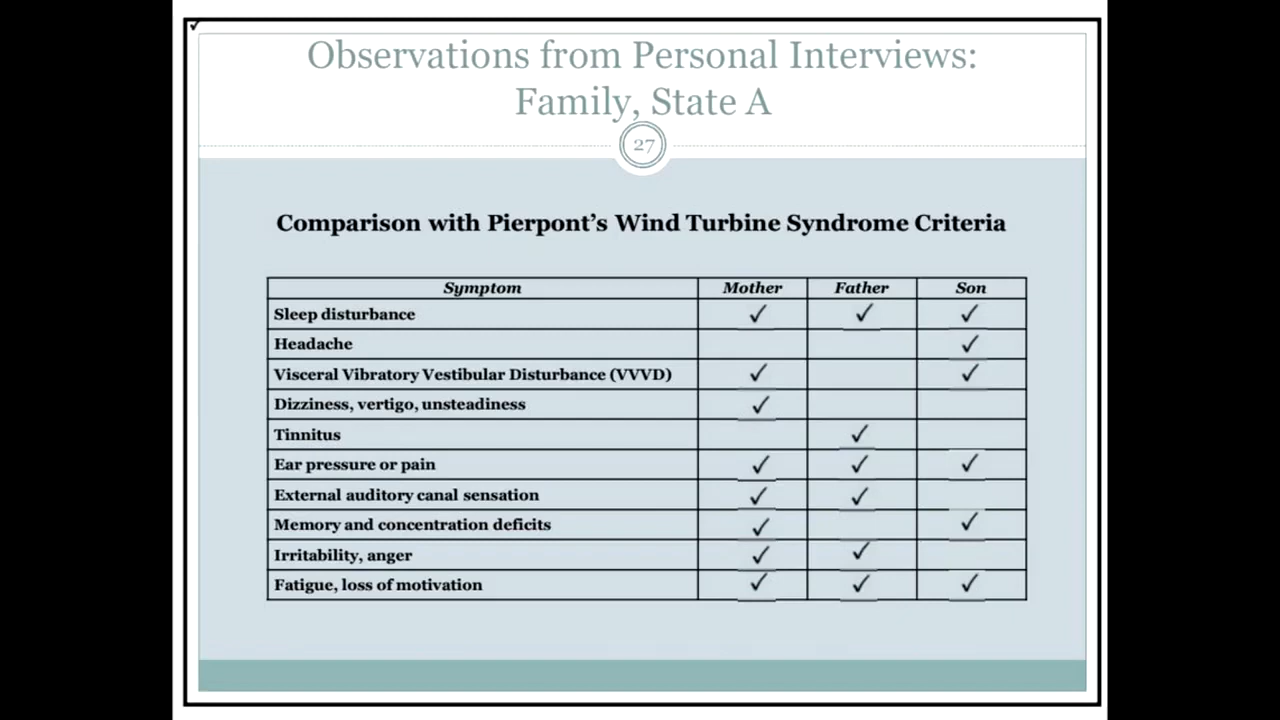 Observations from Personal Interviews:
Family, State A
27
Comparison with Pierpont's Wind Turbine Syndrome Criteria
Symptom Mother Father Son
Sleep disturbance ✓ ✓ ✓
Headache ✓
Visceral Vibratory Vestibular Disturbance (VVVD) ✓ ✓
Dizziness, vertigo, unsteadiness ✓
Tinnitus ✓
Ear pressure or pain ✓ ✓ ✓
External auditory canal sensation ✓ ✓
Memory and concentration deficits ✓ ✓
Irritability, anger ✓ ✓
Fatigue, loss of motivation ✓ ✓ ✓